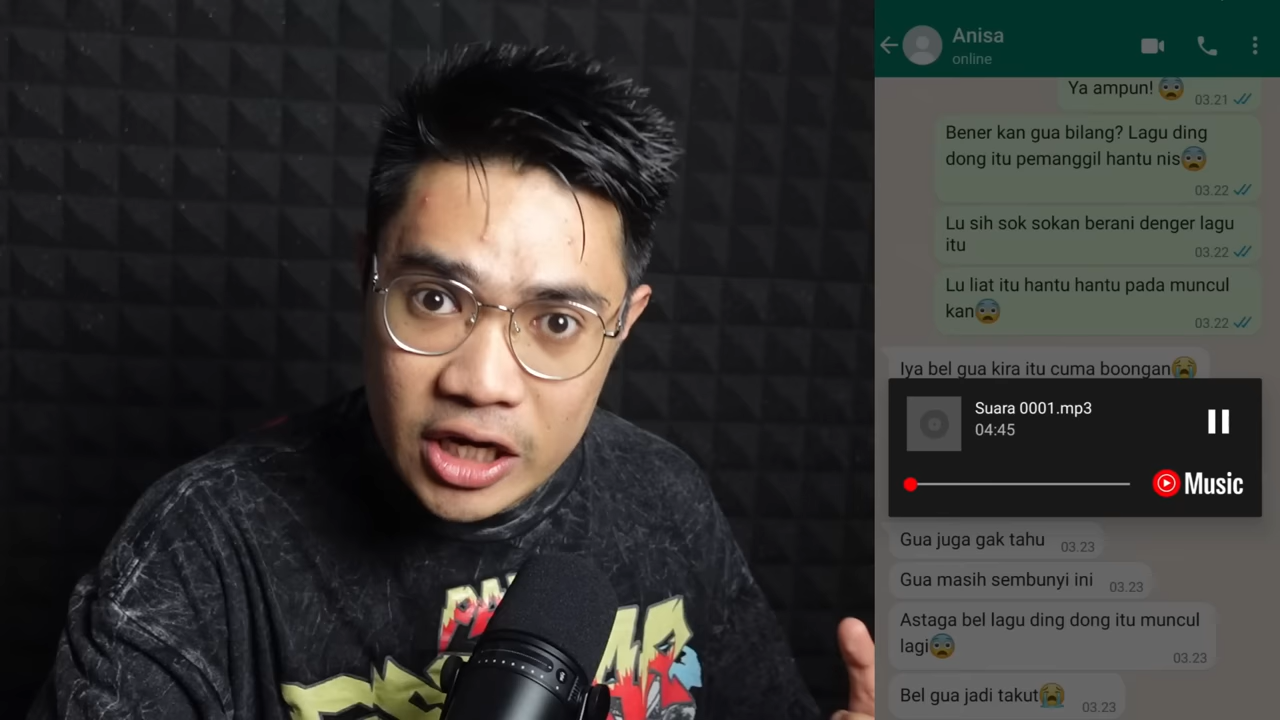 Anisa
online
Ya ampun! 😨
03.21
Bener kan gua bilang? Lagu ding
dong itu pemanggil hantu nis😨
03.22
Lu sih sok sokan berani denger lagu
itu
03.22
Lu liat itu hantu hantu pada muncul
kan😨
03.22
Iya bel gua kira itu cuma boongan😭
Suara 0001.mp3
04:45
Music
Gua juga gak tahu
03.23
Gua masih sembunyi ini
03.23
Astaga bel lagu ding dong itu muncul
lagi😨
03.23
Bel gua jadi takut😭
03.23